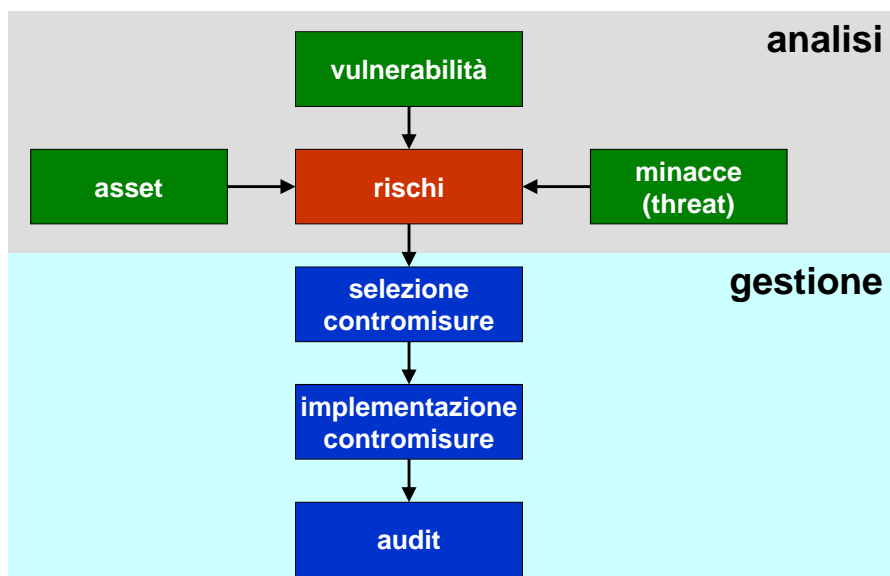 analisi
vulnerabilità
asset
rischi
minacce
(threat)
gestione
selezione
contromisure
implementazione
contromisure
audit